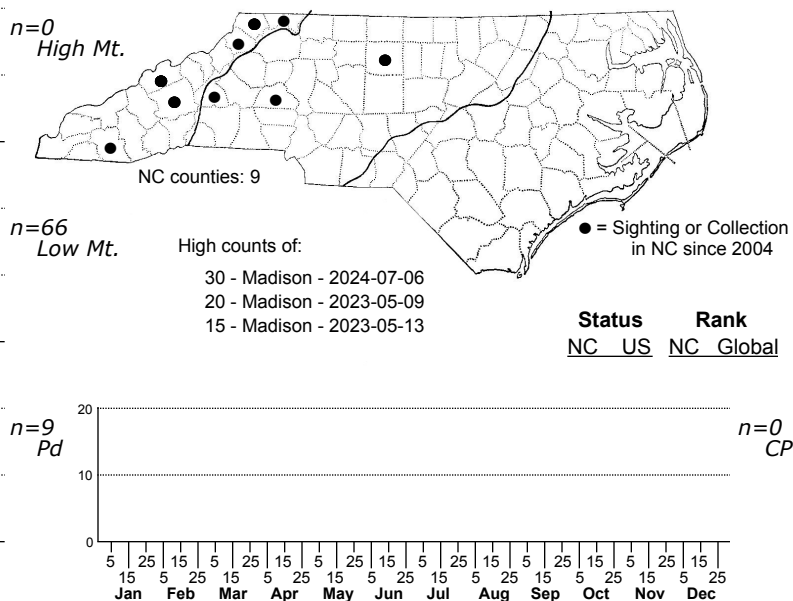 n=0
High Mt.
NC counties: 9
n=66
Low Mt.
High counts of:
30 - Madison - 2024-07-06
20 - Madison - 2023-05-09
15 - Madison - 2023-05-13
● = Sighting or Collection
in NC since 2004
Status Rank
NC US NC Global
n=9
Pd
n=0
CP
20
10
0
5 25 15 5 25 15 5 25 15 5 25 15 5 25 15 5 25 15
15 5 25 15 5 25 15 5 25 15 5 25 15 5 25 15 5 25
Jan Feb Mar Apr May Jun Jul Aug Sep Oct Nov Dec